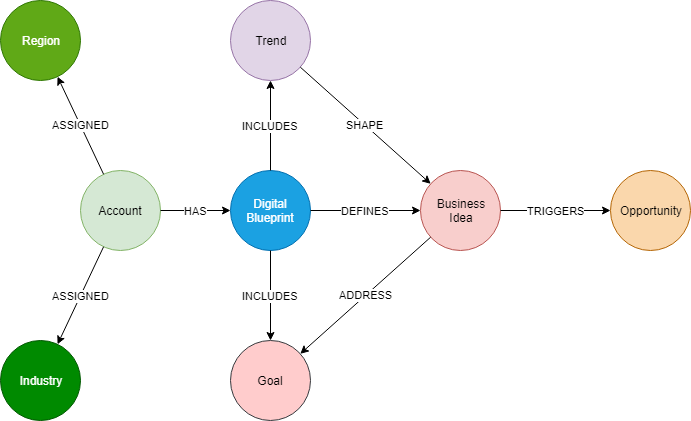 Region
Trend
ASSIGNED
INCLUDES
SHAPE
Account
HAS
Digital
Blueprint
DEFINES
Business
Idea
TRIGGERS
Opportunity
ASSIGNED
INCLUDES
ADDRESS
Industry
Goal